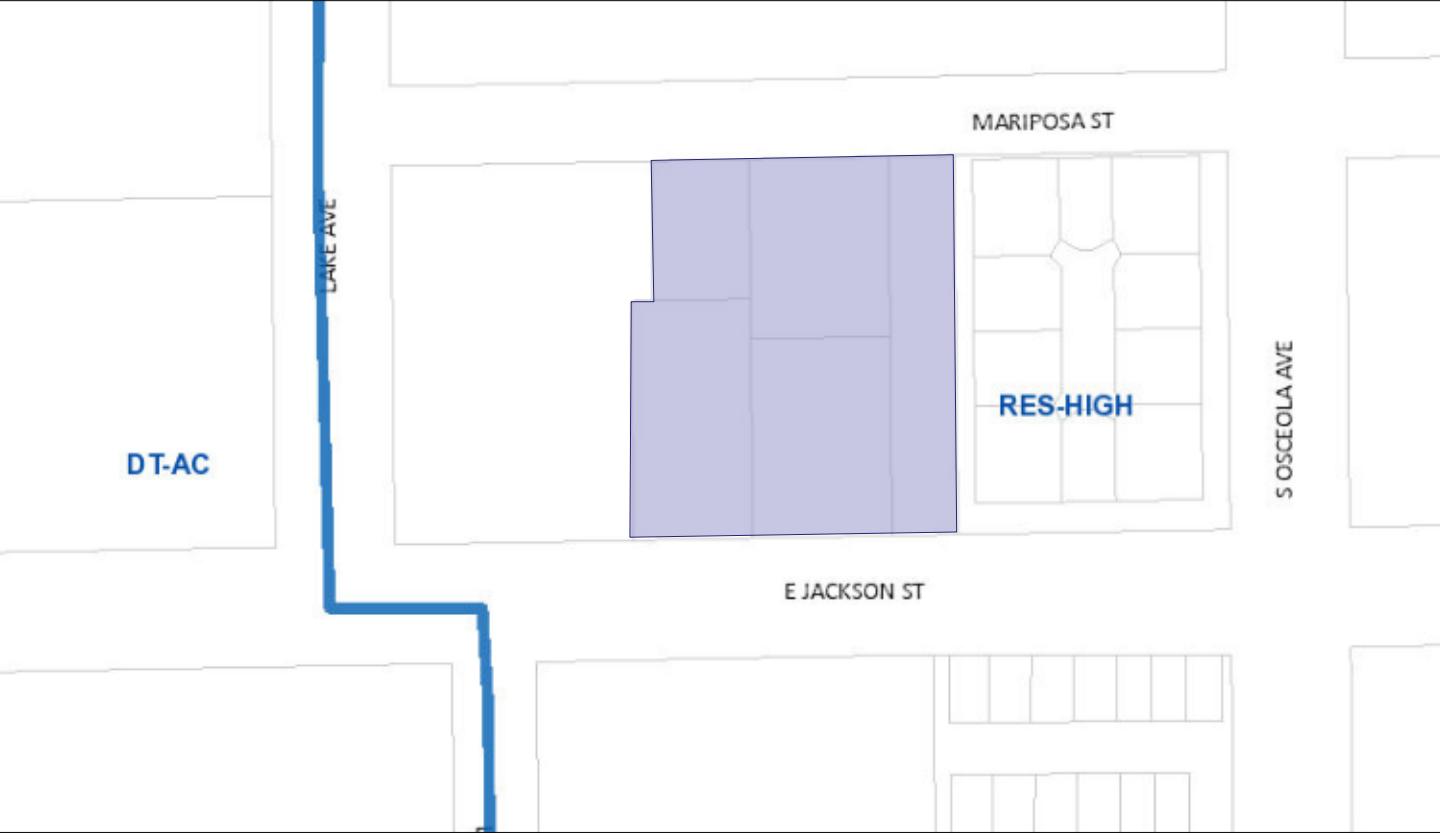 MARIPOSA ST
LAKE AVE
RES-HIGH
S OSCEOLA AVE
DT-AC
E JACKSON ST